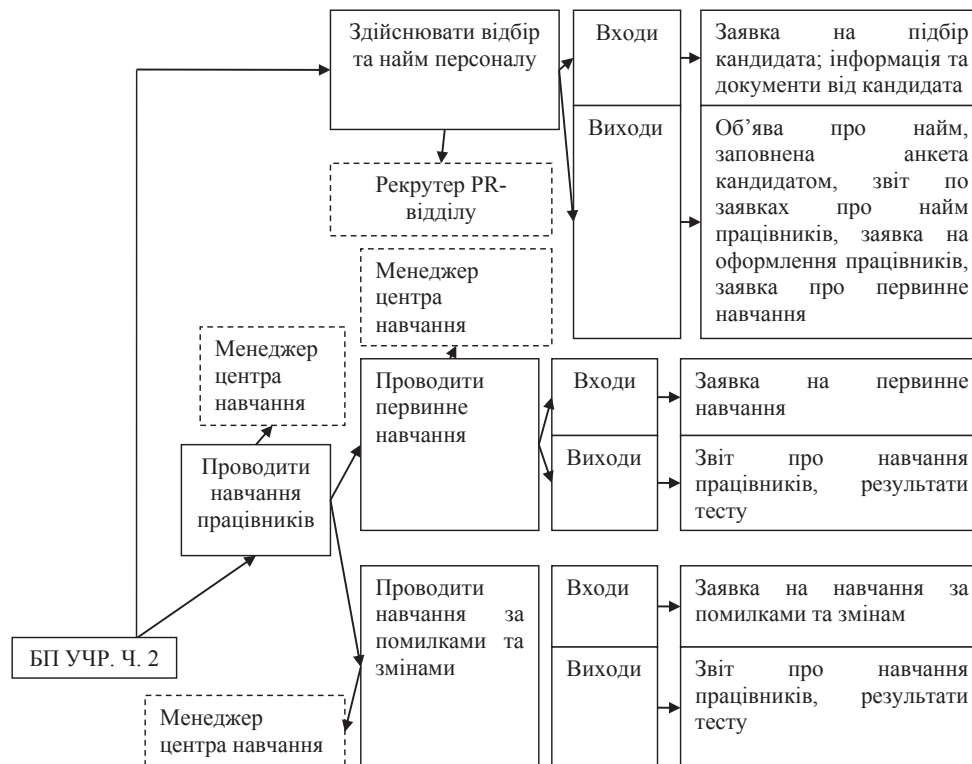 Здійснювати відбір
та найм персоналу
Входи
Заявка на підбір
кандидата; інформація та
документи від кандидата
Виходи
Об’ява про найм,
заповнена анкета
кандидатом, звіт по
заявках про найм
працівників, заявка на
оформлення працівників,
заявка про первинне
навчання
Рекрутер PR-
відділу
Менеджер
центра
навчання
Менеджер
центра
навчання
Проводити
первинне
навчання
Входи
Заявка на первинне
навчання
Виходи
Звіт про навчання
працівників, результати
тесту
Проводити
навчання
працівників
Проводити
навчання за
помилками та
змінами
Входи
Заявка на навчання за
помилками та змінам
Виходи
Звіт про навчання
працівників, результати
тесту
БП УЧР. Ч. 2
Менеджер
центра навчання